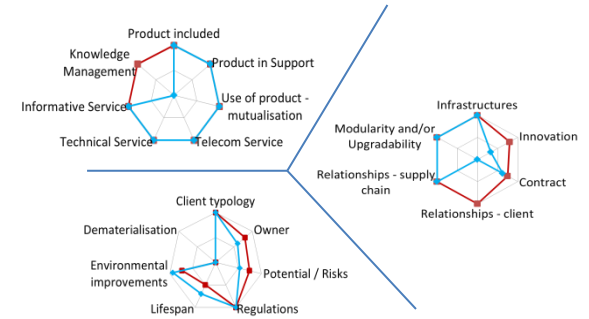 Product included
Knowledge
Management
Product in Support
Informative Service
Use of product -
mutualisation
Technical Service
Telecom Service
Infrastructures
Modularity and/or
Upgradability
Innovation
Relationships - supply
chain
Contract
Relationships - client
Client typology
Dematerialisation
Owner
Environmental
improvements
Potential / Risks
Lifespan
Regulations